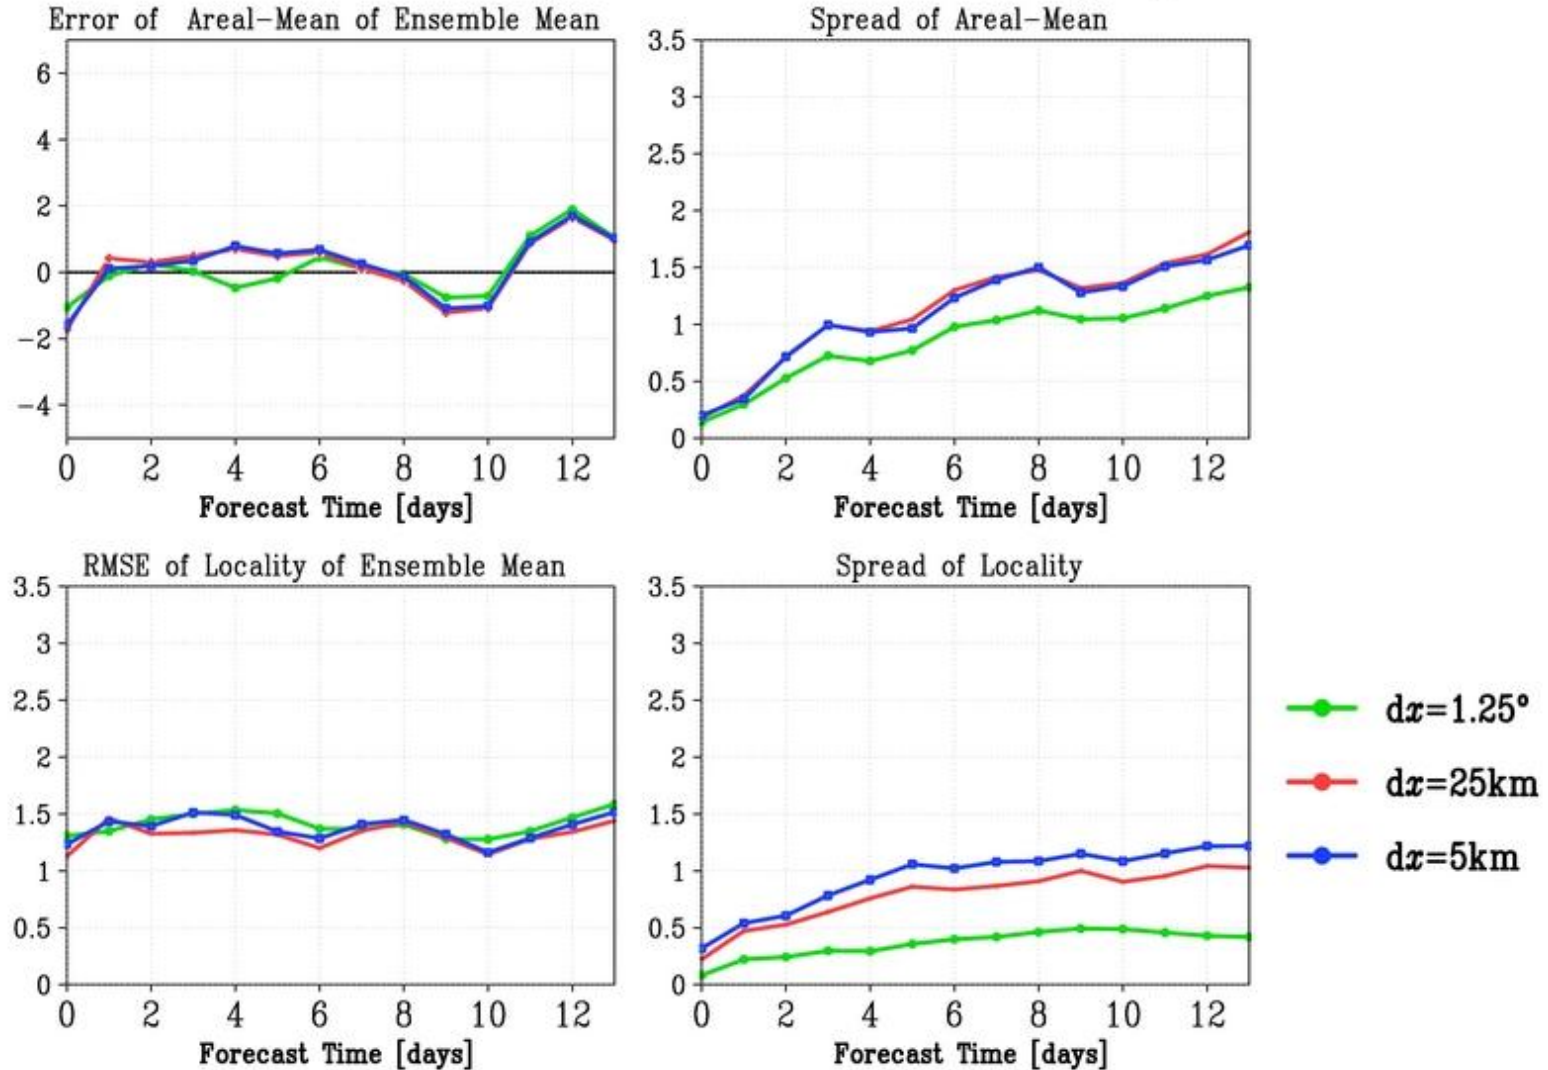 Error of Areal-Mean of Ensemble Mean
6
4
2
0
-2
-4
0 2 4 6 8 10 12
Forecast Time [days]
Spread of Areal-Mean
3.5
3
2.5
2
1.5
1
0.5
0
0 2 4 6 8 10 12
Forecast Time [days]
RMSE of Locality of Ensemble Mean
3.5
3
2.5
2
1.5
1
0.5
0
0 2 4 6 8 10 12
Forecast Time [days]
Spread of Locality
3.5
3
2.5
2
1.5
1
0.5
0
0 2 4 6 8 10 12
Forecast Time [days]
dx=1.25°
dx=25km
dx=5km